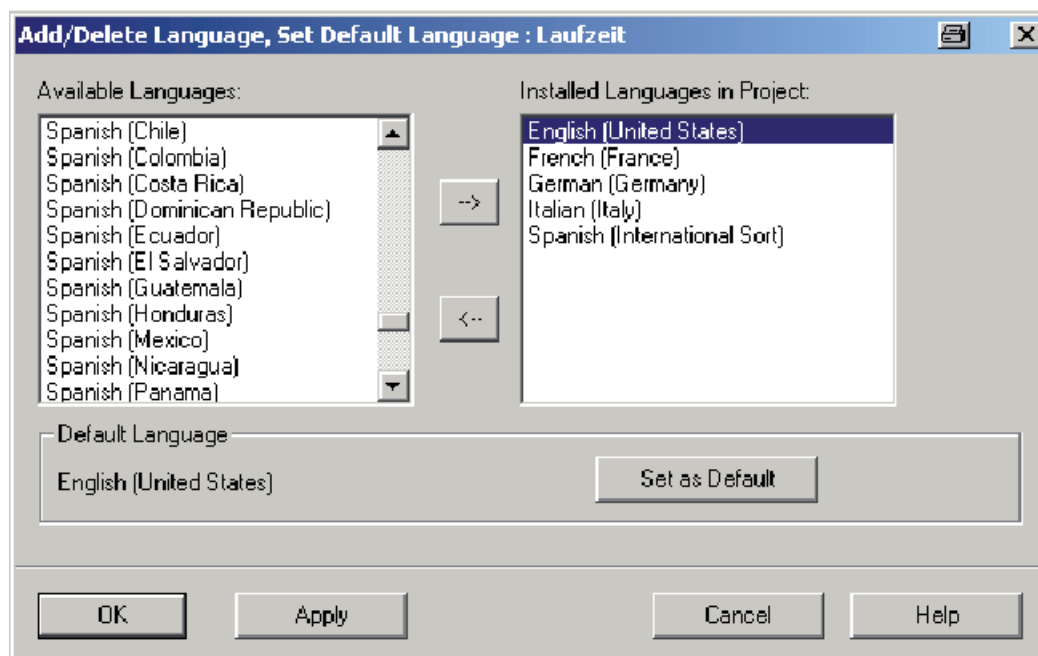 Add/Delete Language, Set Default Language : Laufzeit
Available Languages:
Spanish (Chile)
Spanish (Colombia)
Spanish (Costa Rica)
Spanish (Dominican Republic)
Spanish (Ecuador)
Spanish (El Salvador)
Spanish (Guatemala)
Spanish (Honduras)
Spanish (Mexico)
Spanish (Nicaragua)
Spanish (Panama)
-->
<--
Installed Languages in Project:
English (United States)
French (France)
German (Germany)
Italian (Italy)
Spanish (International Sort)
Default Language
English (United States)
Set as Default
OK
Apply
Cancel
Help